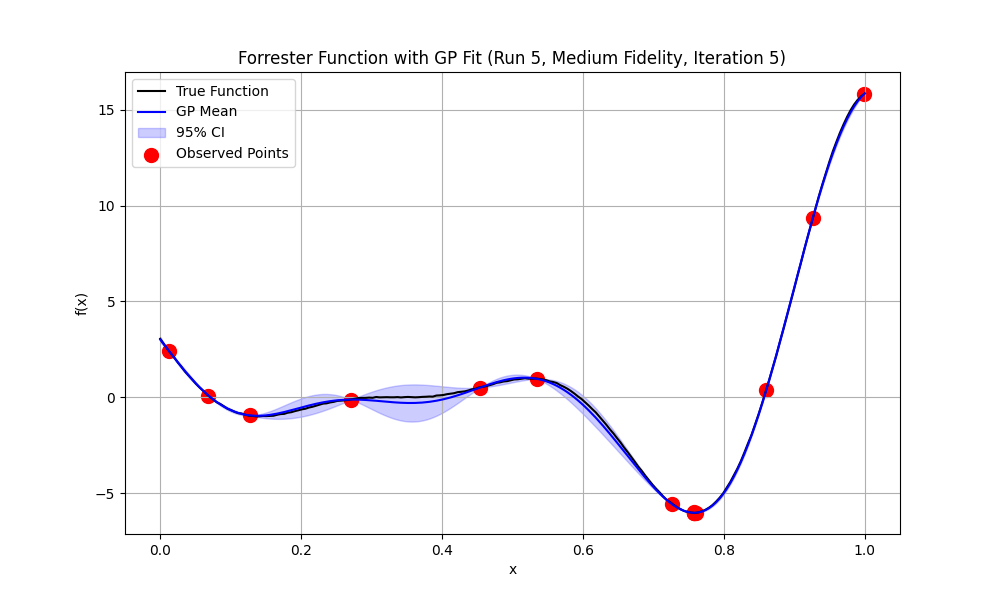 Forrester Function with GP Fit (Run 5, Medium Fidelity, Iteration 5)
True Function
GP Mean
95% CI
Observed Points
15
10
5
0
−5
f(x)
0.0 0.2 0.4 0.6 0.8 1.0
x